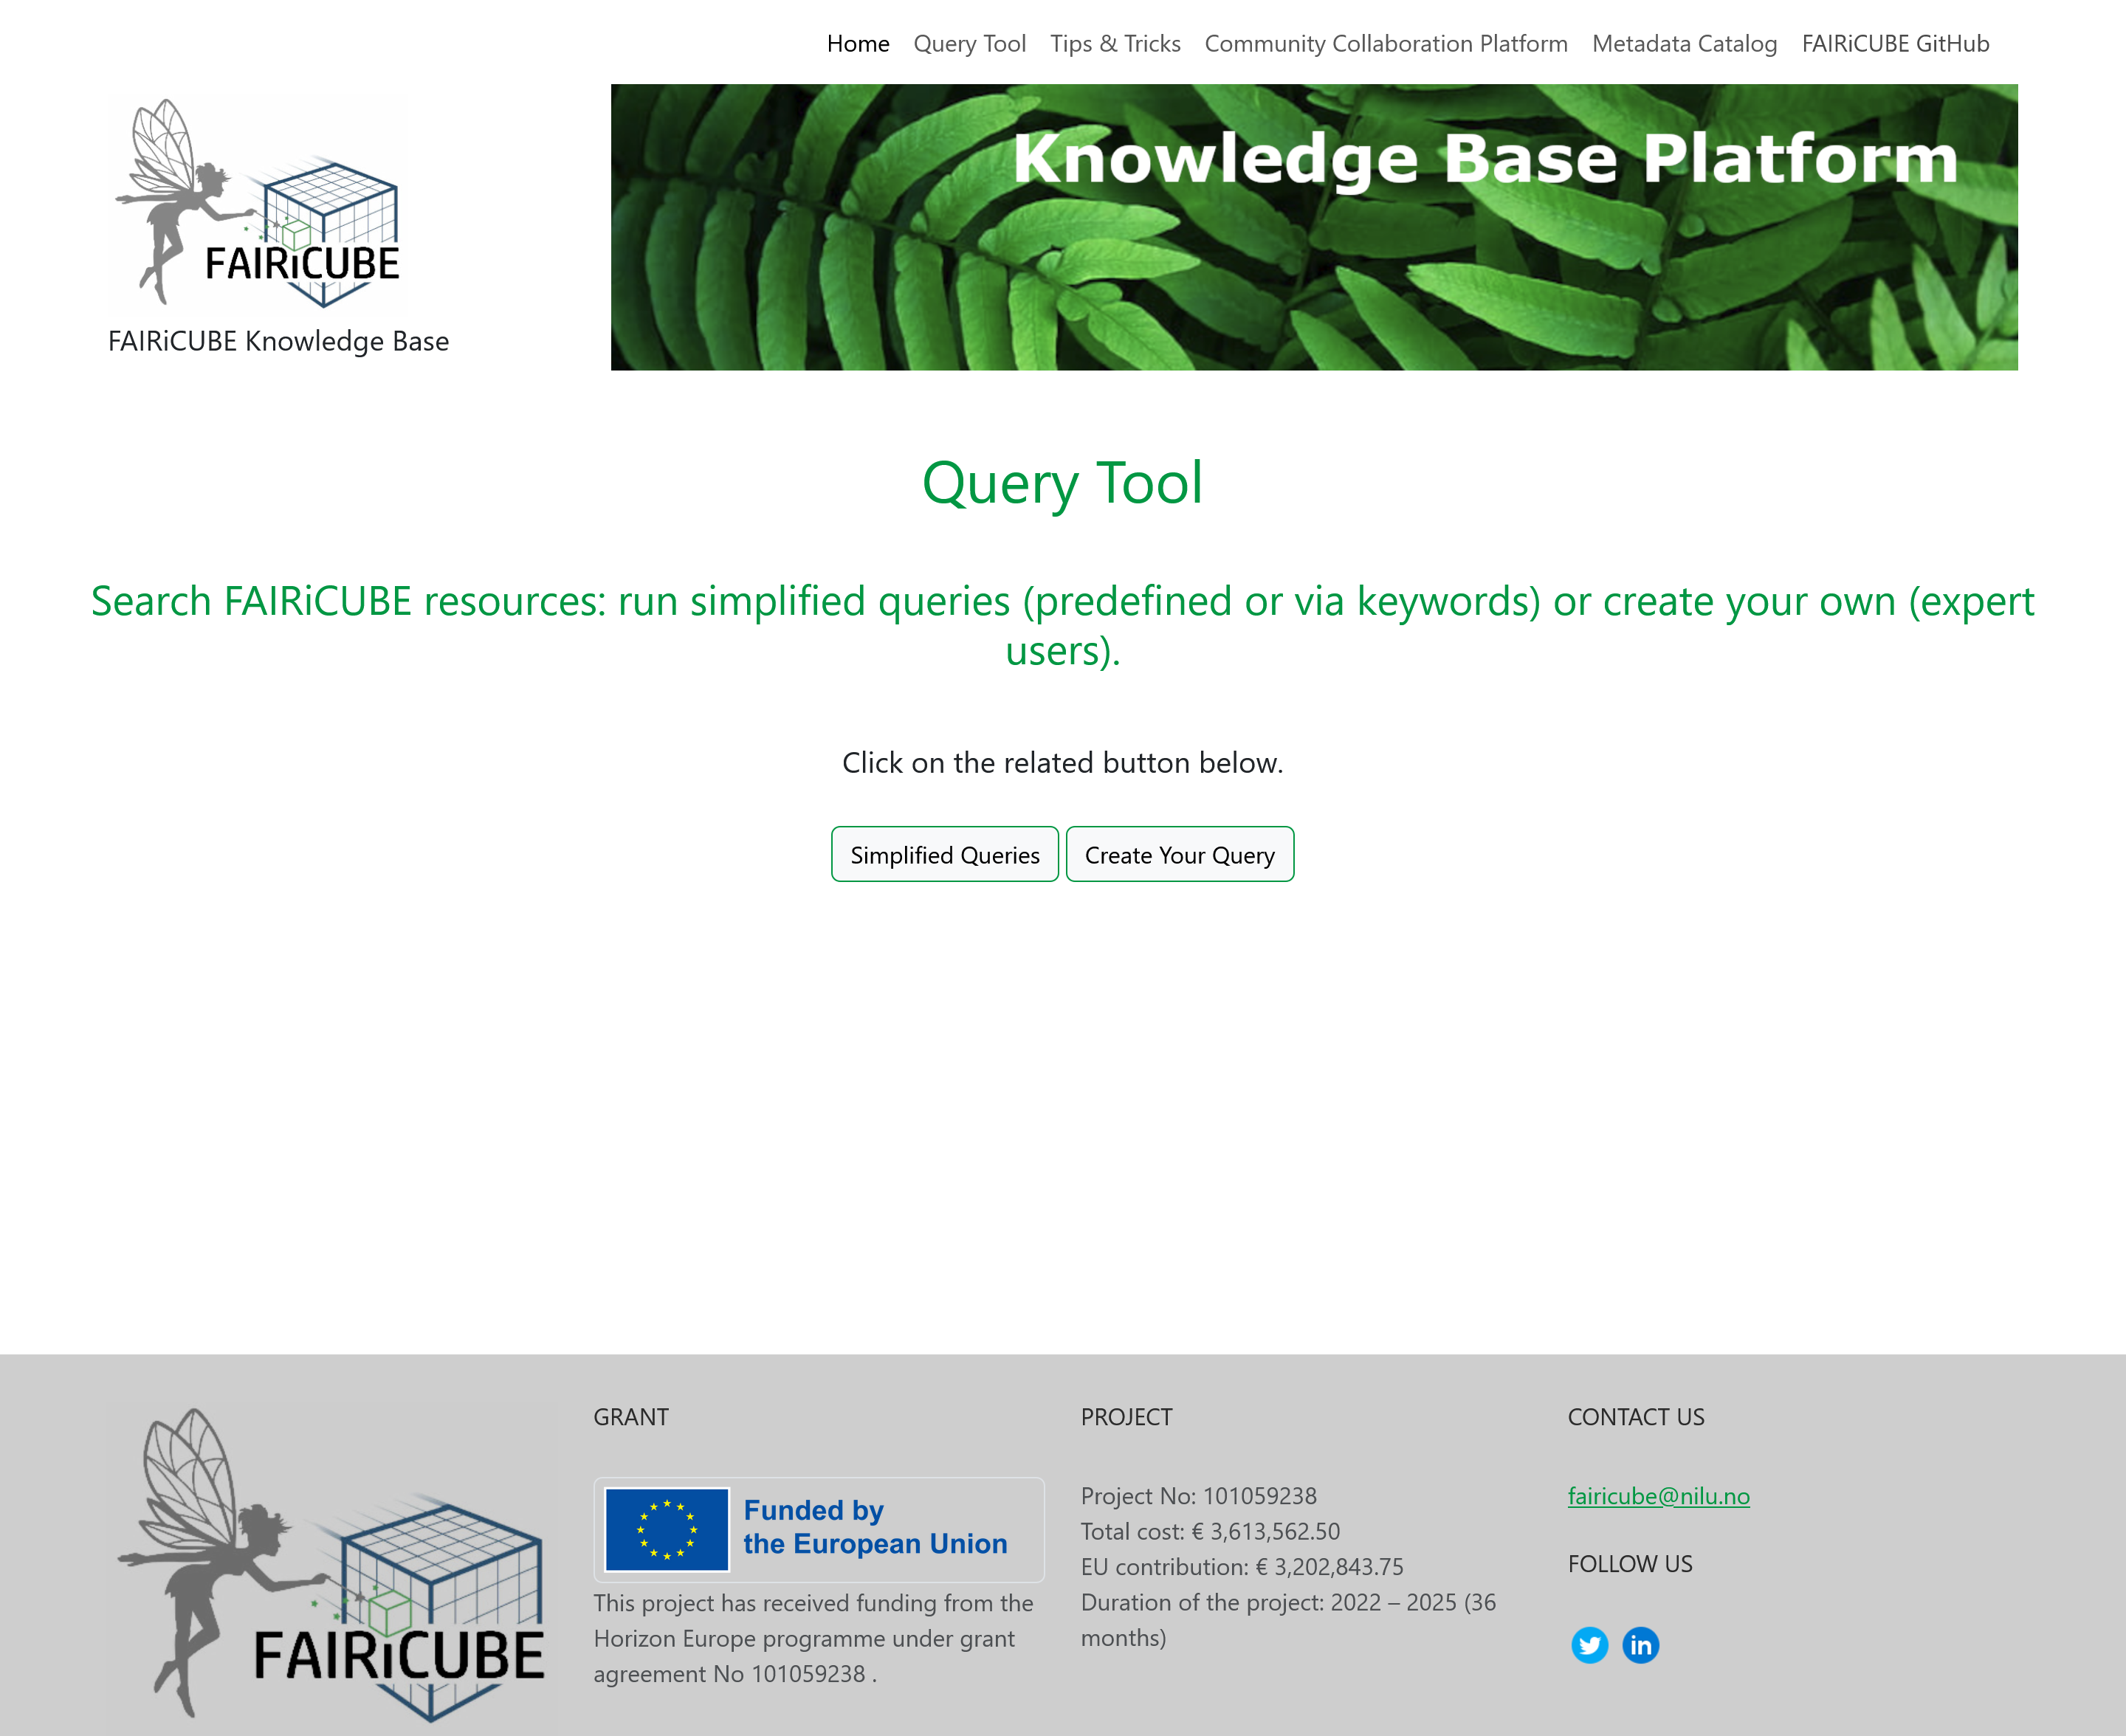 Home Query Tool Tips & Tricks Community Collaboration Platform Metadata Catalog FAIRiCUBE GitHub
Knowledge Base Platform
FAIRiCUBE
FAIRiCUBE Knowledge Base
Query Tool
Search FAIRiCUBE resources: run simplified queries (predefined or via keywords) or create your own (expert
users).
Click on the related button below.
Simplified Queries Create Your Query
FAIRiCUBE
GRANT
Funded by
the European Union
This project has received funding from the
Horizon Europe programme under grant
agreement No 101059238 .
PROJECT
Project No: 101059238
Total cost: € 3,613,562.50
EU contribution: € 3,202,843.75
Duration of the project: 2022 – 2025 (36
months)
CONTACT US
fairicube@nilu.no
FOLLOW US
in